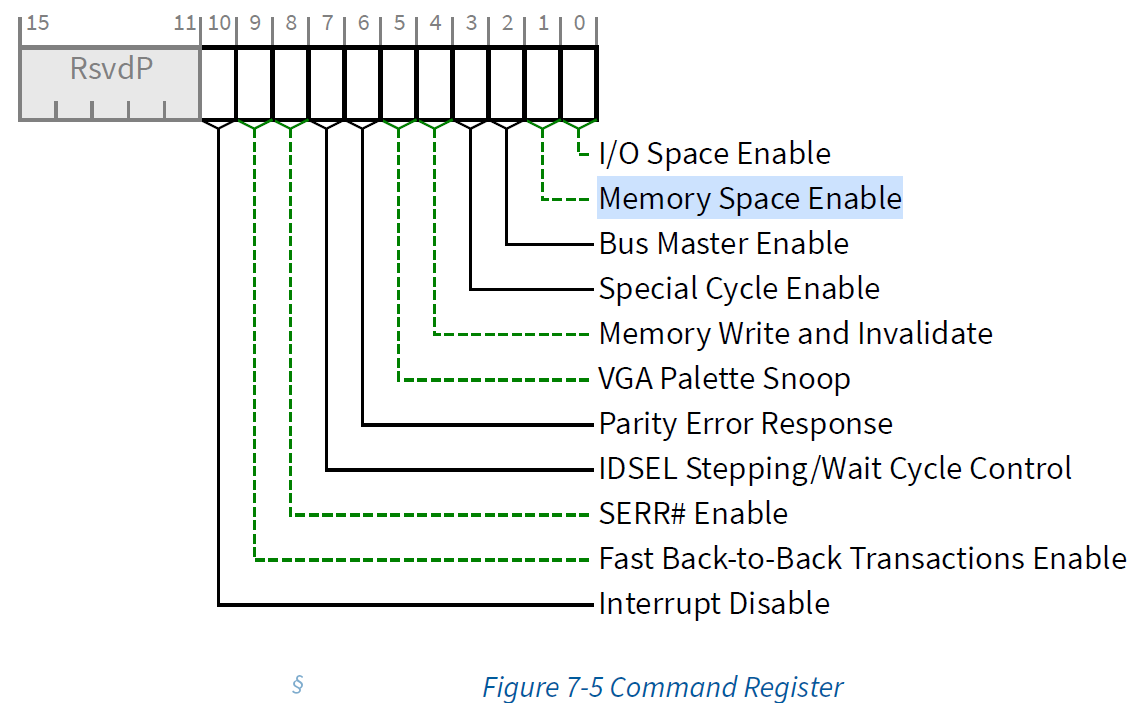 15 11 10 9 8 7 6 5 4 3 2 1 0
RsvdP
I/O Space Enable
Memory Space Enable
Bus Master Enable
Special Cycle Enable
Memory Write and Invalidate
VGA Palette Snoop
Parity Error Response
IDSEL Stepping/Wait Cycle Control
SERR# Enable
Fast Back-to-Back Transactions Enable
Interrupt Disable
§ Figure 7-5 Command Register